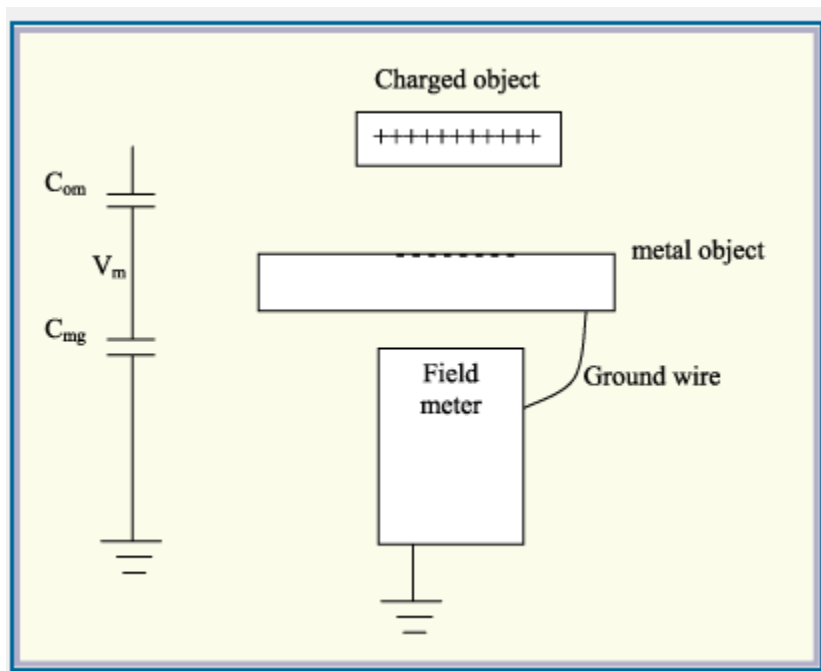 Charged object
+++++++++++
C_om
metal object
V_m
C_mg
Field
meter
Ground wire